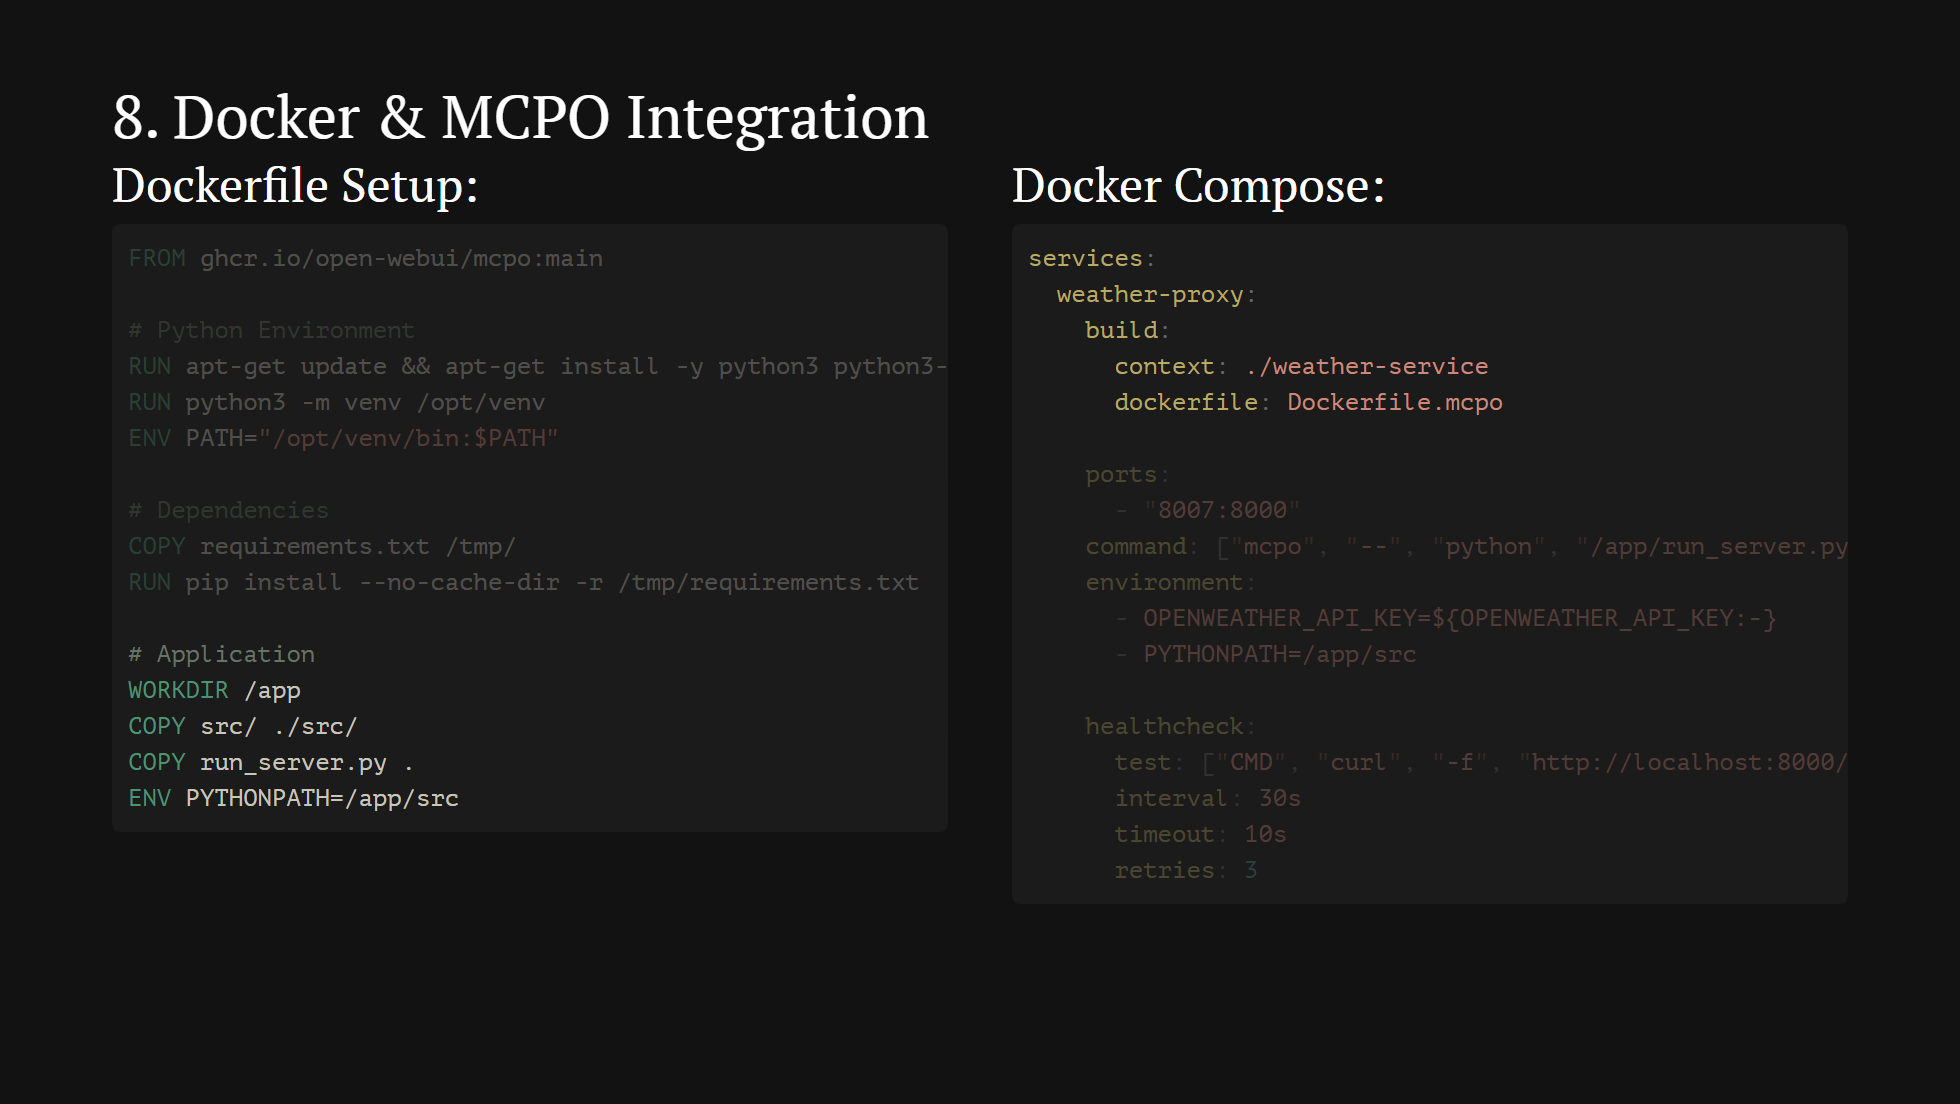 8. Docker & MCPO Integration
Dockerfile Setup:
FROM ghcr.io/open-webui/mcpo:main
# Python Environment
RUN apt-get update && apt-get install -y python3 python3-
RUN python3 -m venv /opt/venv
ENV PATH="/opt/venv/bin:$PATH"
# Dependencies
COPY requirements.txt /tmp/
RUN pip install --no-cache-dir -r /tmp/requirements.txt
# Application
WORKDIR /app
COPY src/ ./src/
COPY run_server.py .
ENV PYTHONPATH=/app/src
Docker Compose:
services:
  weather-proxy:
    build:
      context: ./weather-service
      dockerfile: Dockerfile.mcpo
    ports:
      - "8007:8000"
    command: ["mcpo", "--", "python", "/app/run_server.py
    environment:
      - OPENWEATHER_API_KEY=${OPENWEATHER_API_KEY:-}
      - PYTHONPATH=/app/src
    healthcheck:
      test: ["CMD", "curl", "-f", "http://localhost:8000/
      interval: 30s
      timeout: 10s
      retries: 3